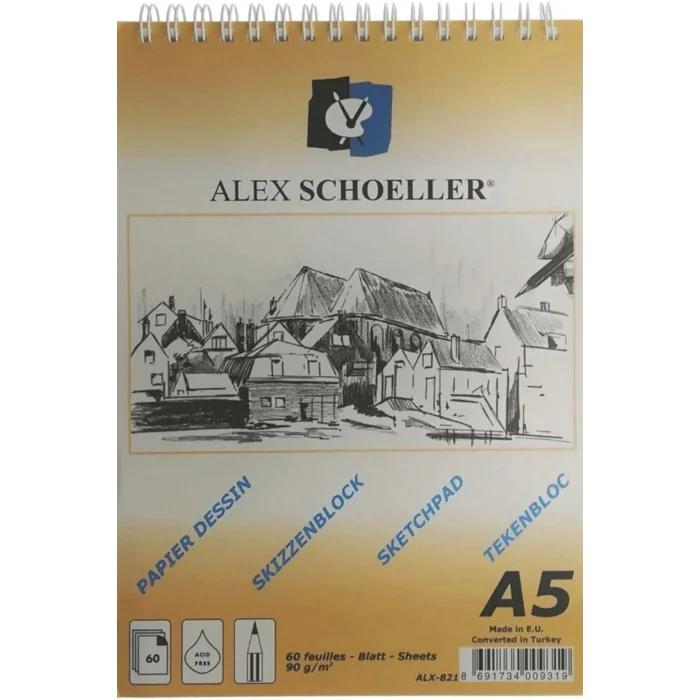 ALEX SCHOELLER®
PAPIER DESSIN
SKIZZENBLOCK
SKETCHPAD
TEKENBLOC
A5
Made in E.U.
Converted in Turkey
60
ACID
FREE
60 feuilles - Blatt - Sheets
90 g/m²
ALX-821
8 691734 009319